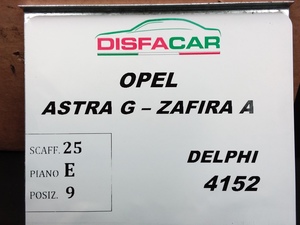 DISFACAR
OPEL
ASTRA G – ZAFIRA A
SCAFF. 25
PIANO E
POSIZ. 9
DELPHI
4152